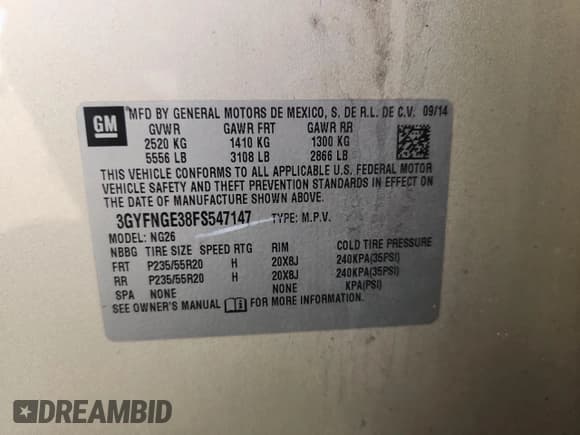 GM
MFD BY GENERAL MOTORS DE MEXICO, S. DE R.L. DE C.V. 09/14
GVWR GAWR FRT GAWR RR
2520 KG 1410 KG 1300 KG
5556 LB 3108 LB 2866 LB
THIS VEHICLE CONFORMS TO ALL APPLICABLE U.S. FEDERAL MOTOR
VEHICLE SAFETY AND THEFT PREVENTION STANDARDS IN EFFECT ON
THE DATE OF MANUFACTURE SHOWN ABOVE.
3GYFNGE38FS547147 TYPE: M.P.V.
MODEL: NG26
NBBG TIRE SIZE SPEED RTG RIM COLD TIRE PRESSURE
FRT P235/55R20 H 20X8J 240KPA(35PSI)
RR P235/55R20 H 20X8J 240KPA(35PSI)
SPA NONE NONE KPA(PSI)
SEE OWNER'S MANUAL FOR MORE INFORMATION.
DREAMBID